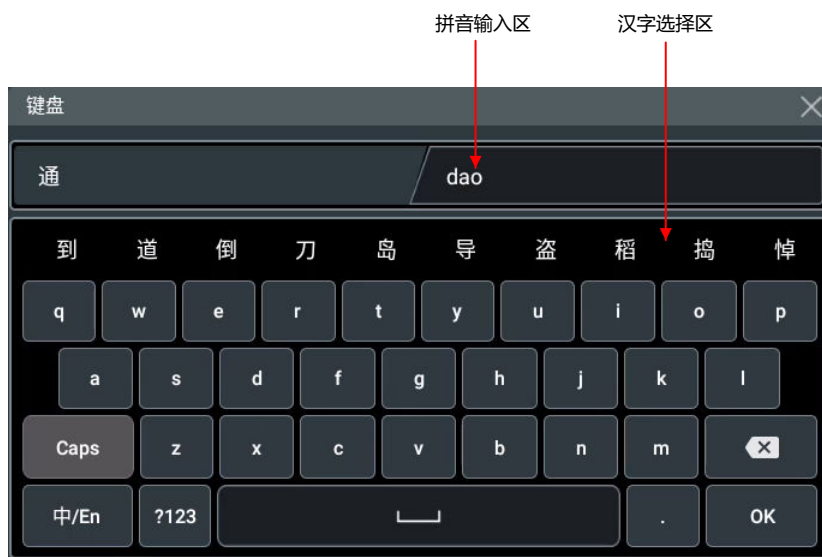 拼音输入区 汉字选择区
键盘
通 dao
到 道 倒 刀 岛 导 盗 稻 捣 悼
q w e r t y u i o p
a s d f g h j k l
Caps z x c v b n m
中/En ?123 . OK